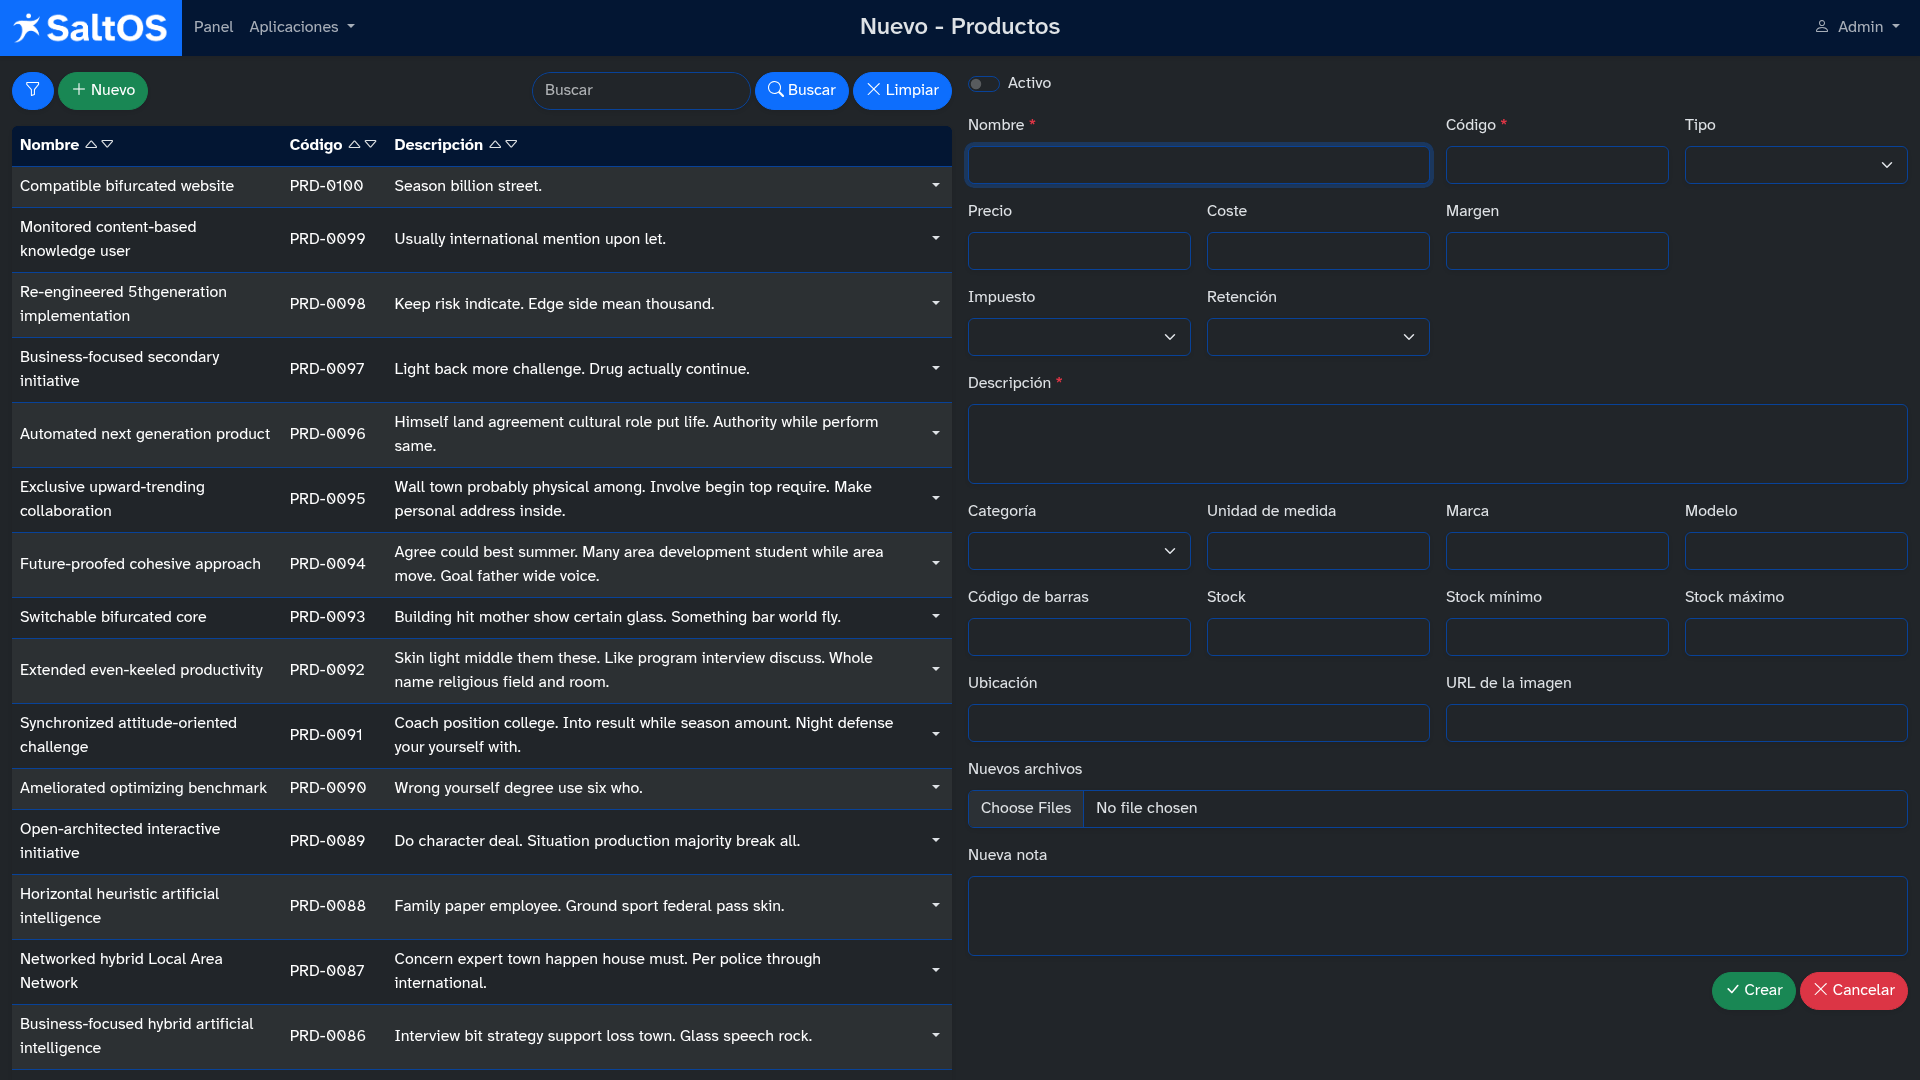 SaltOS
Panel
Aplicaciones
Nuevo - Productos
Admin
Nuevo
Buscar
Buscar
Limpiar
Nombre
Código
Descripción
Compatible bifurcated website
PRD-0100
Season billion street.
Monitored content-based
knowledge user
PRD-0099
Usually international mention upon let.
Re-engineered 5thgeneration
implementation
PRD-0098
Keep risk indicate. Edge side mean thousand.
Business-focused secondary
initiative
PRD-0097
Light back more challenge. Drug actually continue.
Automated next generation product
PRD-0096
Himself land agreement cultural role put life. Authority while perform
same.
Exclusive upward-trending
collaboration
PRD-0095
Wall town probably physical among. Involve begin top require. Make
personal address inside.
Future-proofed cohesive approach
PRD-0094
Agree could best summer. Many area development student while area
move. Goal father wide voice.
Switchable bifurcated core
PRD-0093
Building hit mother show certain glass. Something bar world fly.
Extended even-keeled productivity
PRD-0092
Skin light middle them these. Like program interview discuss. Whole
name religious field and room.
Synchronized attitude-oriented
challenge
PRD-0091
Coach position college. Into result while season amount. Night defense
your yourself with.
Ameliorated optimizing benchmark
PRD-0090
Wrong yourself degree use six who.
Open-architected interactive
initiative
PRD-0089
Do character deal. Situation production majority break all.
Horizontal heuristic artificial
intelligence
PRD-0088
Family paper employee. Ground sport federal pass skin.
Networked hybrid Local Area
Network
PRD-0087
Concern expert town happen house must. Per police through
international.
Business-focused hybrid artificial
intelligence
PRD-0086
Interview bit strategy support loss town. Glass speech rock.
Activo
Nombre *
Código *
Tipo
Precio
Coste
Margen
Impuesto
Retención
Descripción *
Categoría
Unidad de medida
Marca
Modelo
Código de barras
Stock
Stock mínimo
Stock máximo
Ubicación
URL de la imagen
Nuevos archivos
Choose Files
No file chosen
Nueva nota
Crear
Cancelar